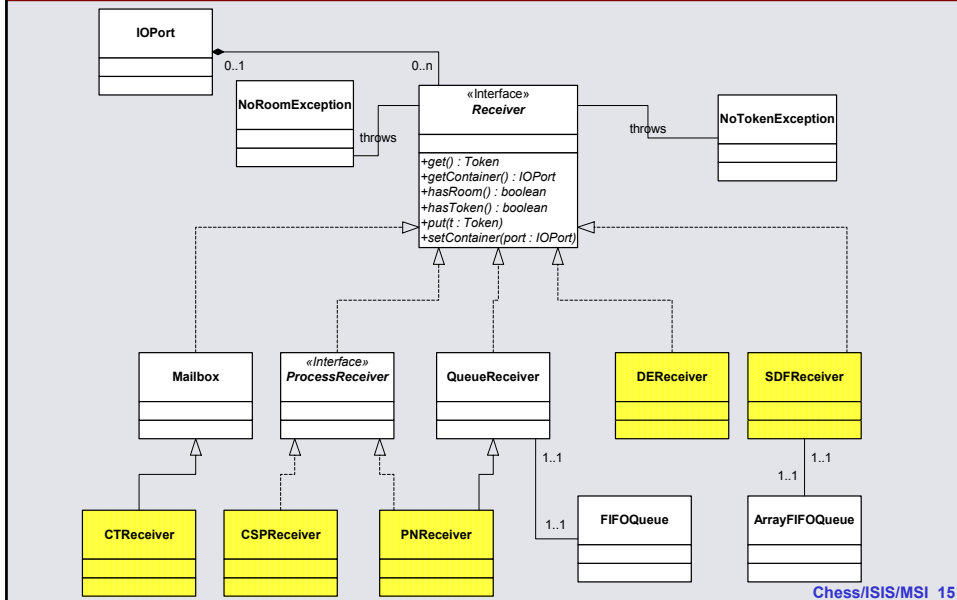 IOPort
0..1
0..n
NoRoomException
throws
«Interface»
Receiver
+get() : Token
+getContainer() : IOPort
+hasRoom() : boolean
+hasToken() : boolean
+put(t : Token)
+setContainer(port : IOPort)
throws
NoTokenException
Mailbox
«Interface»
ProcessReceiver
QueueReceiver
DEReceiver
SDFReceiver
1..1
1..1
1..1
1..1
CTReceiver
CSPReceiver
PNReceiver
FIFOQueue
ArrayFIFOQueue
Chess/ISIS/MSI 15